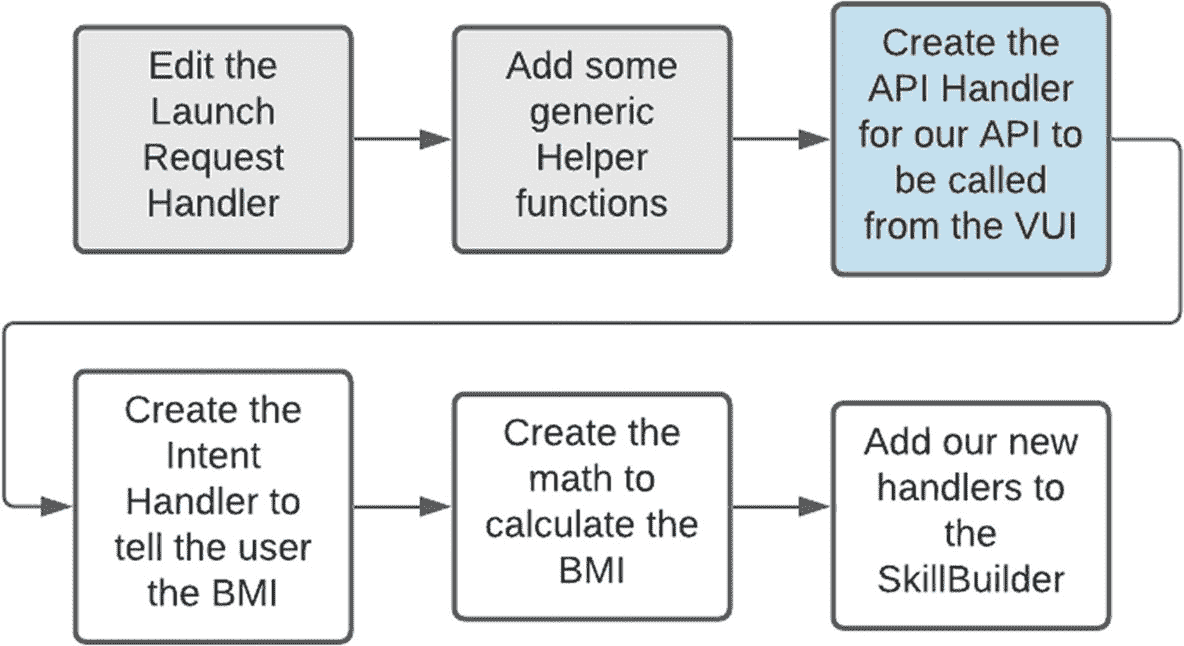 Edit the
Launch
Request
Handler
Add some
generic
Helper
functions
Create the
API Handler
for our API to
be called
from the VUI
Create the
Intent
Handler to
tell the user
the BMI
Create the
math to
calculate the
BMI
Add our new
handlers to
the
SkillBuilder